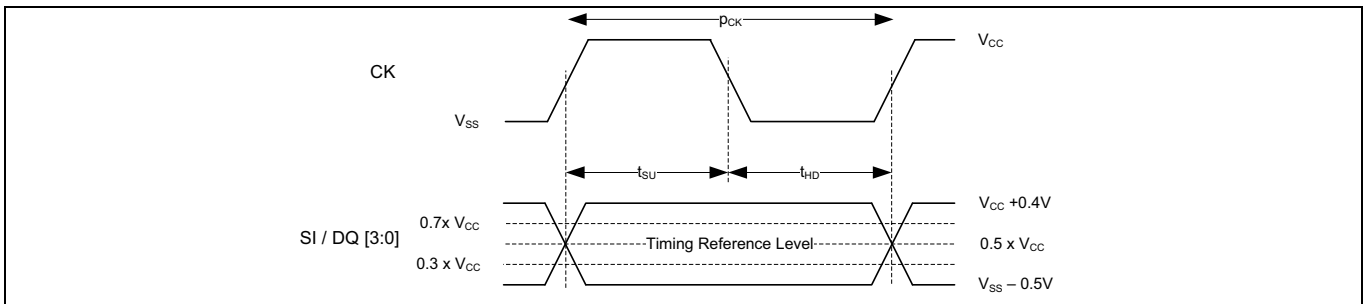 pCK
VCC
CK
VSS
tSU
tHD
VCC +0.4V
0.7x VCC
SI / DQ [3:0]
Timing Reference Level
0.5 x VCC
0.3 x VCC
VSS – 0.5V